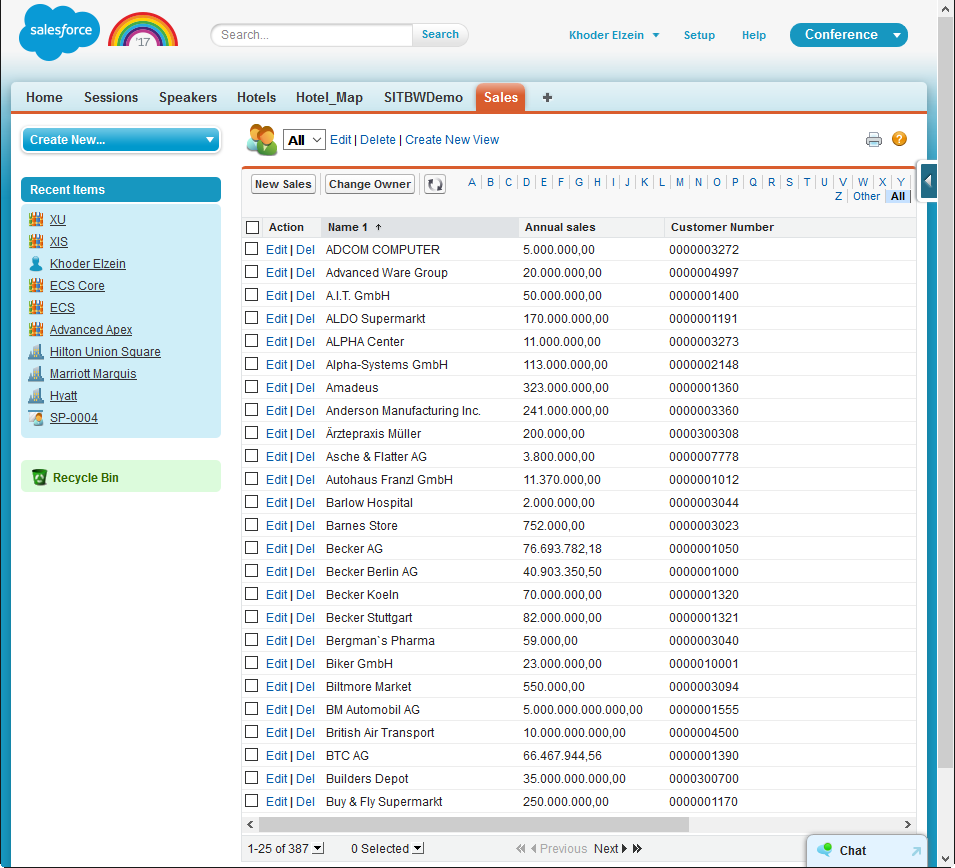 salesforce
'17
Search...
Search
Khoder Elzein
Setup
Help
Conference
Home Sessions Speakers Hotels Hotel_Map SITBWDemo Sales +
Create New...
Recent Items
XU
XIS
Khoder Elzein
ECS Core
ECS
Advanced Apex
Hilton Union Square
Marriott Marquis
Hyatt
SP-0004
Recycle Bin
All Edit | Delete | Create New View
?
New Sales Change Owner A B C D E F G H I J K L M N O P Q R S T U V W X Y
Z Other All
Action Name 1 ↑ Annual sales Customer Number
Edit | Del ADCOM COMPUTER 5.000.000,00 0000003272
Edit | Del Advanced Ware Group 20.000.000,00 0000004997
Edit | Del A.I.T. GmbH 50.000.000,00 0000001400
Edit | Del ALDO Supermarkt 170.000.000,00 0000001191
Edit | Del ALPHA Center 11.000.000,00 0000003273
Edit | Del Alpha-Systems GmbH 113.000.000,00 0000002148
Edit | Del Amadeus 323.000.000,00 0000001360
Edit | Del Anderson Manufacturing Inc. 241.000.000,00 0000003360
Edit | Del Ärztepraxis Müller 200.000,00 0000300308
Edit | Del Asche & Flatter AG 3.800.000,00 0000007778
Edit | Del Autohaus Franzl GmbH 11.370.000,00 0000001012
Edit | Del Barlow Hospital 2.000.000,00 0000003044
Edit | Del Barnes Store 752.000,00 0000003023
Edit | Del Becker AG 76.693.782,18 0000001050
Edit | Del Becker Berlin AG 40.903.350,50 0000001000
Edit | Del Becker Koeln 70.000.000,00 0000001320
Edit | Del Becker Stuttgart 82.000.000,00 0000001321
Edit | Del Bergman`s Pharma 59.000,00 0000003040
Edit | Del Biker GmbH 23.000.000,00 0000010001
Edit | Del Biltmore Market 550.000,00 0000003094
Edit | Del BM Automobil AG 5.000.000.000.000,00 0000001555
Edit | Del British Air Transport 10.000.000.000,00 0000004500
Edit | Del BTC AG 66.467.944,56 0000001390
Edit | Del Builders Depot 35.000.000.000,00 0000300700
Edit | Del Buy & Fly Supermarkt 250.000.000,00 0000001170
1-25 of 387 0 Selected Previous Next
Chat